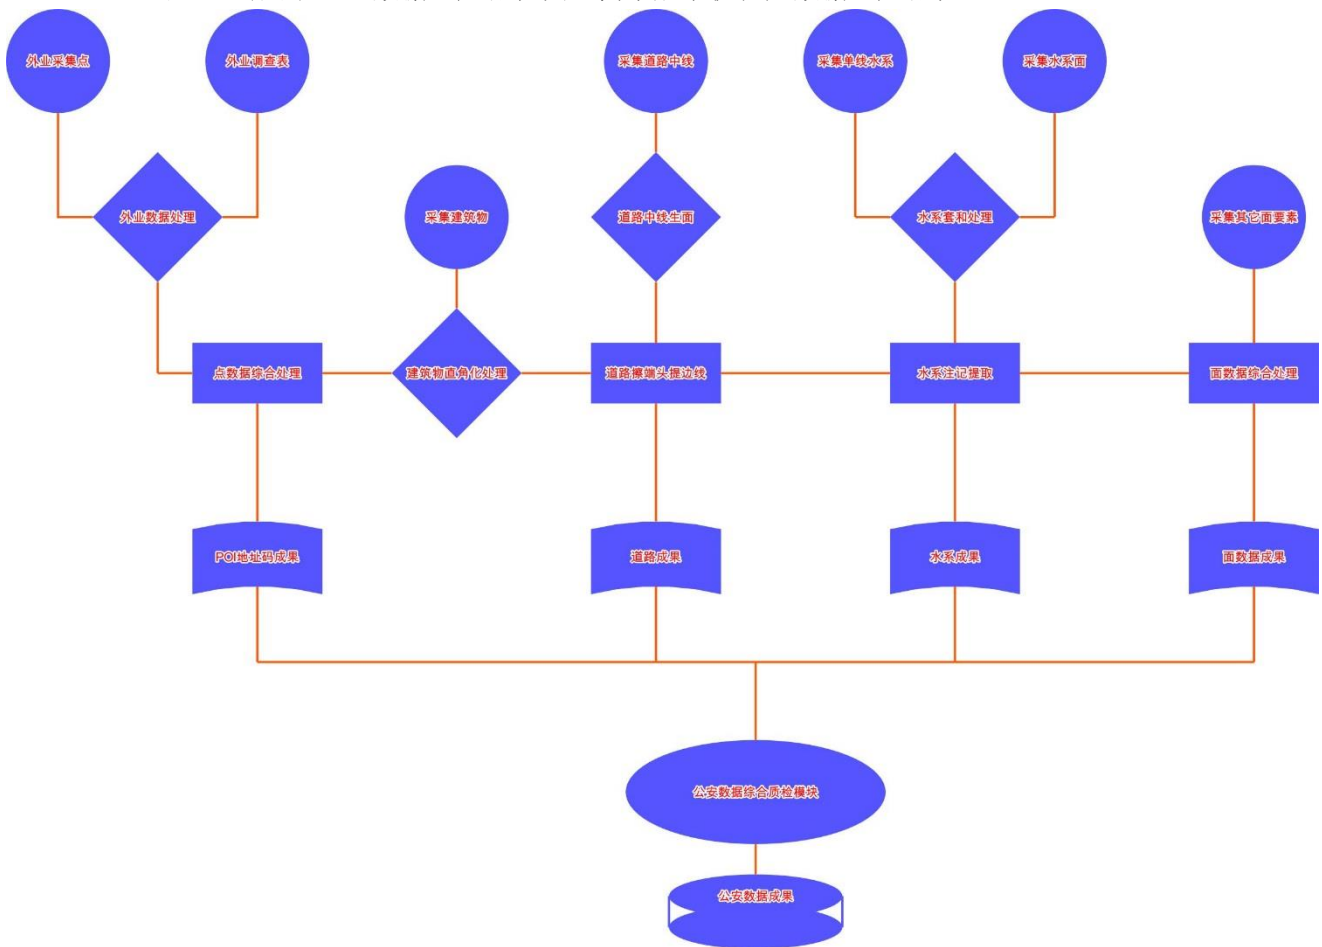 外业采集点
外业调查表
采集道路中线
采集单线水系
采集水系面
外业数据处理
采集建筑物
道路中线生面
水系套和处理
采集其它面要素
点数据综合处理
建筑物直角化处理
道路擦端头提边线
水系注记提取
面数据综合处理
POI地址码成果
道路成果
水系成果
面数据成果
公安数据综合质检模块
公安数据成果